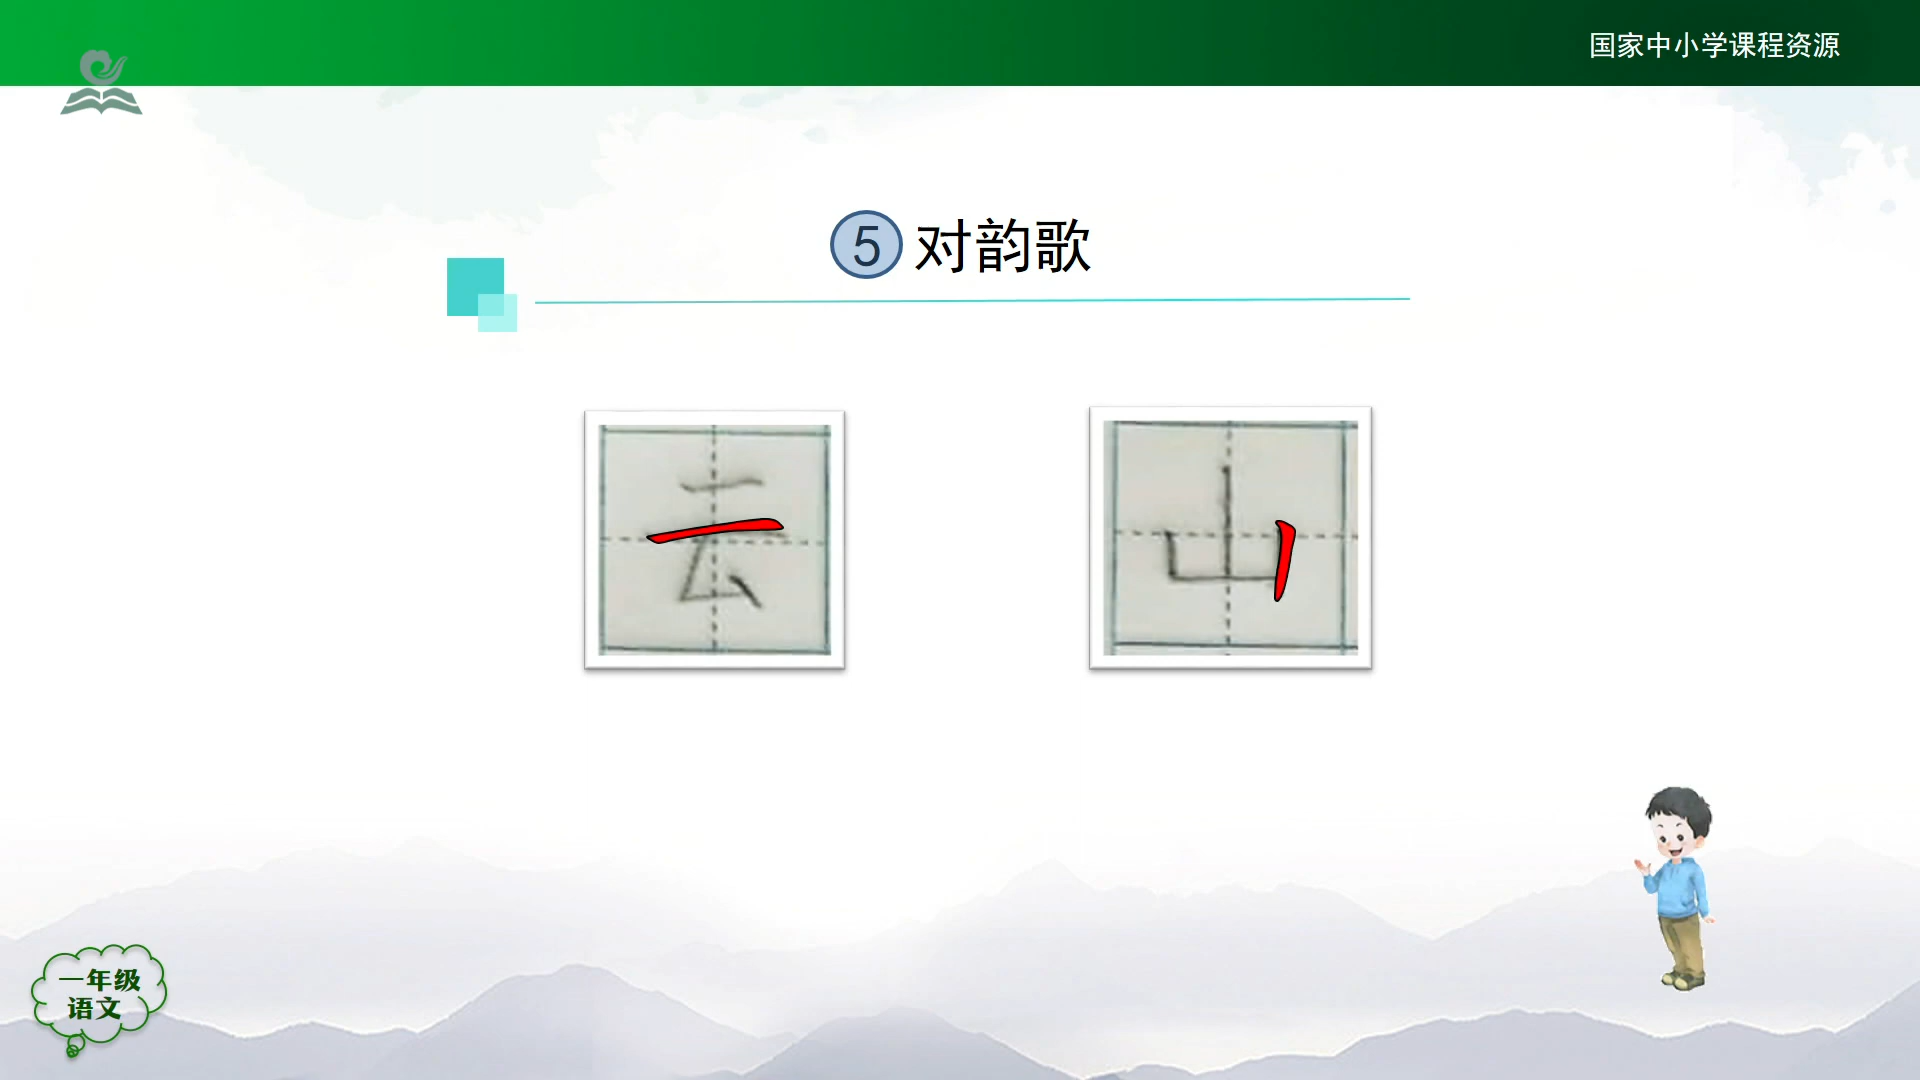 国家中小学课程资源
5 对韵歌
云
山
一年级
语文